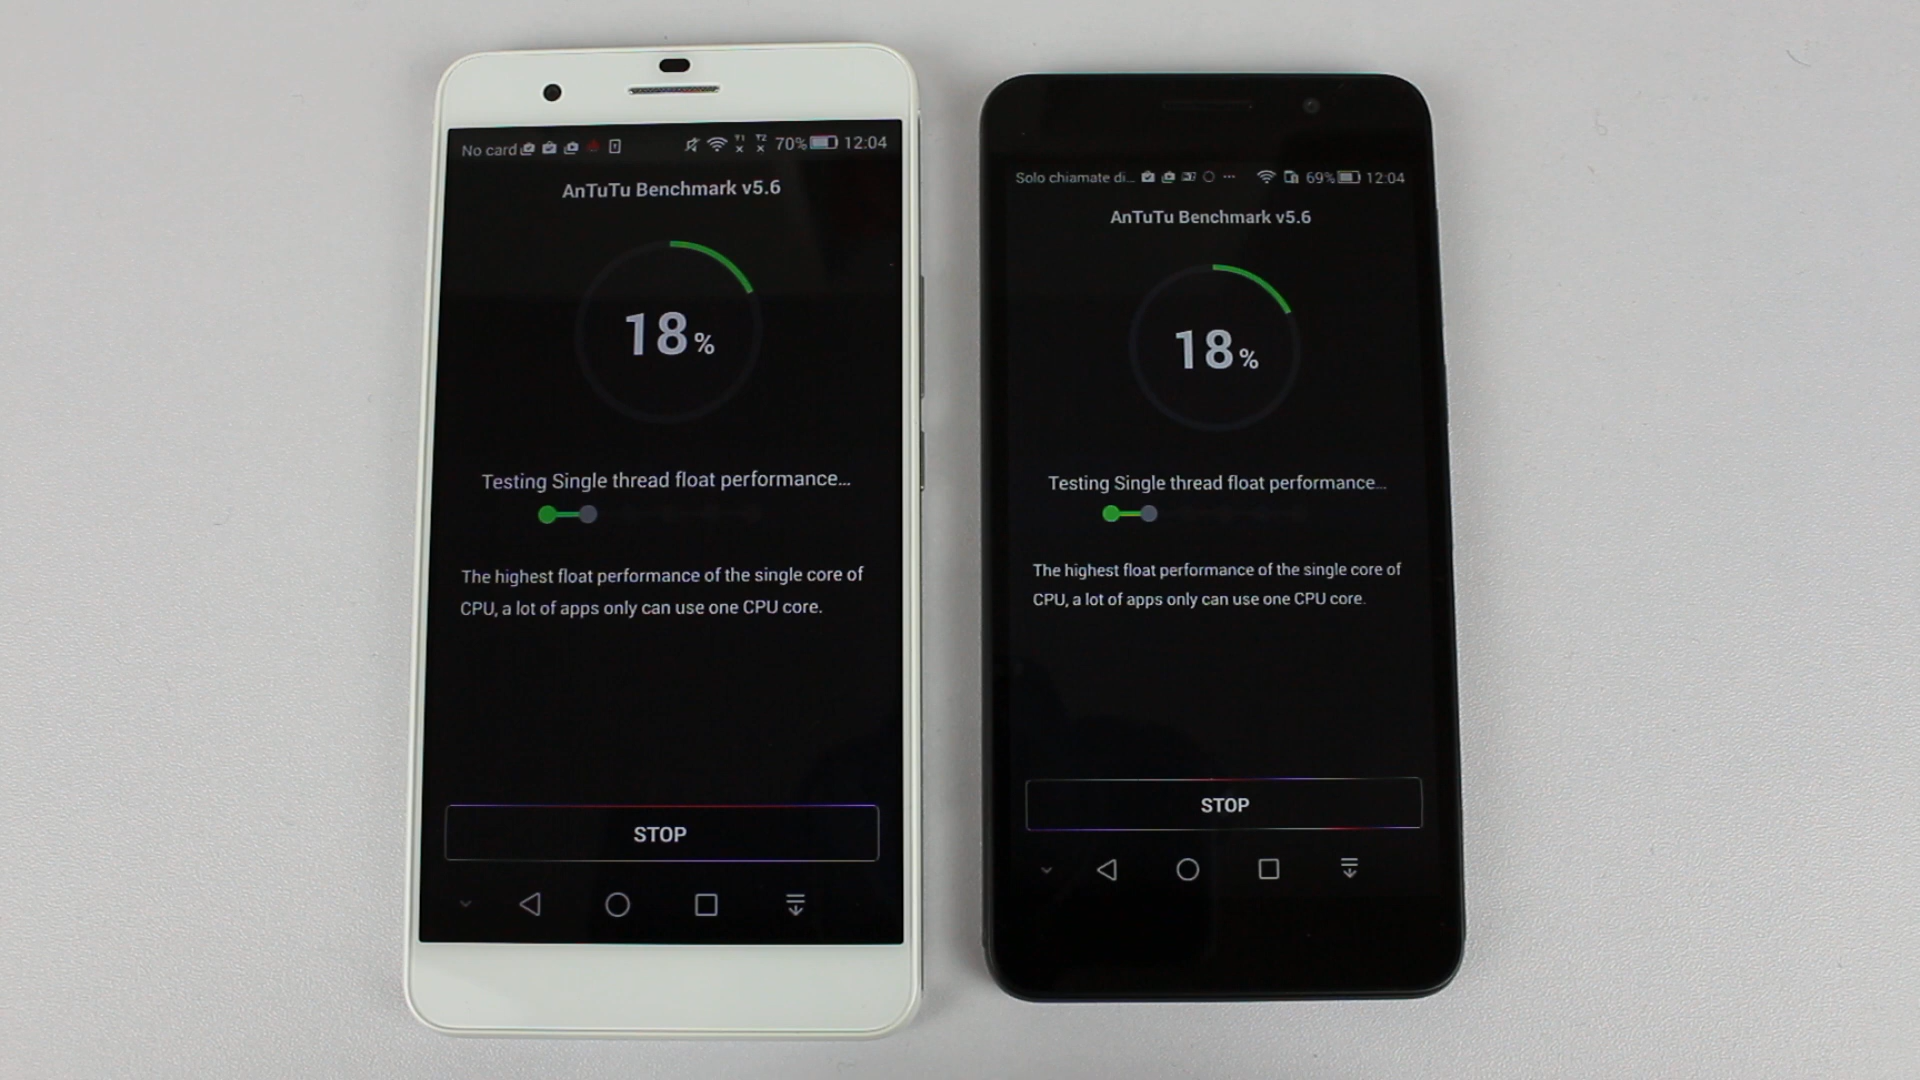 No card 70% 12:04
AnTuTu Benchmark v5.6
18%
Testing Single thread float performance...
The highest float performance of the single core of
CPU, a lot of apps only can use one CPU core.
STOP
Solo chiamate di... 69% 12:04
AnTuTu Benchmark v5.6
18%
Testing Single thread float performance...
The highest float performance of the single core of
CPU, a lot of apps only can use one CPU core.
STOP